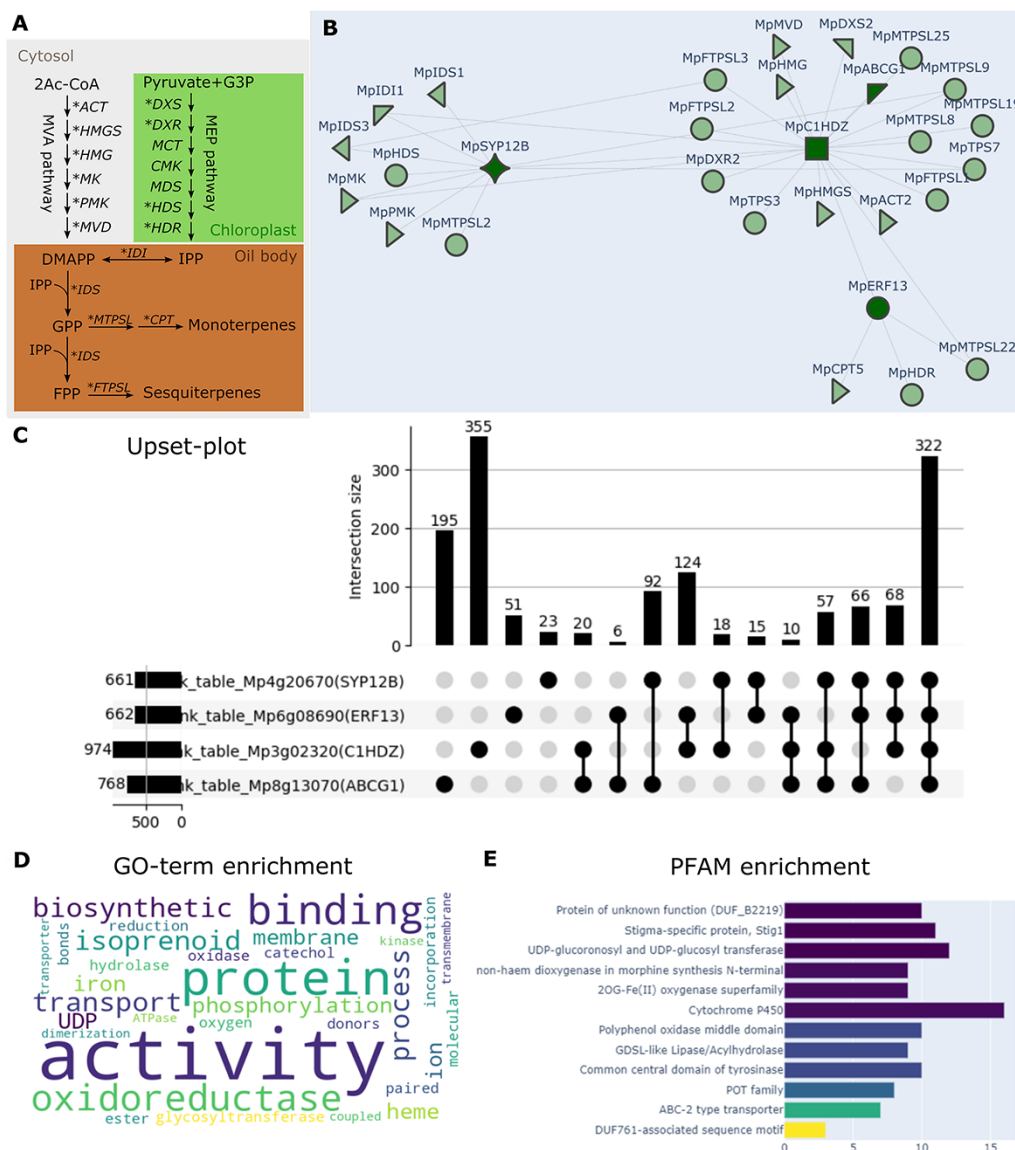 A
Cytosol
2Ac-CoA
Pyruvate+G3P
MVA pathway
*ACT
*HMGS
*HMG
*MK
*PMK
*MVD
*DXS
*DXR
MCT
CMK
MDS
*HDS
*HDR
MEP pathway
Chloroplast
DMAPP
*IDI
IPP
Oil body
IPP
*IDS
GPP
*MTPSL
*CPT
Monoterpenes
IPP
*IDS
FPP
*FTPSL
Sesquiterpenes
B
MpMVD
MpDXS2
MpMTPSL25
MpFTPSL3
MpHMG
MpABCG1
MpMTPSL9
MpIDS1
MpIDI1
MpFTPSL2
MpC1HDZ
MpMTPSL8
MpMTPSL19
MpIDS3
MpHDS
MpSYP12B
MpDXR2
MpTPS7
MpMK
MpHMGS
MpACT2
MpFTPSL1
MpPMK
MpMTPSL2
MpTPS3
MpERF13
MpMTPSL22
MpCPT5
MpHDR
C
Upset-plot
Intersection size
300
200
100
0
195
355
51
23
20
6
92
124
18
15
10
57
66
68
322
661
nk_table_Mp4g20670(SYP12B)
662
nk_table_Mp6g08690(ERF13)
974
nk_table_Mp3g02320(C1HDZ)
768
nk_table_Mp8g13070(ABCG1)
500 0
D
GO-term enrichment
biosynthetic
binding
reduction
transporter
bonds
isoprenoid
membrane
kinase
incorporation
transmembrane
oxidase
catechol
hydrolase
iron
protein
process
transport
phosphorylation
UDP
ATPase
oxygen
donors
dimerization
activity
ion
molecular
paired
oxidoreductase
heme
ester
glycosyltransferase
coupled
E
PFAM enrichment
Protein of unknown function (DUF_B2219)
Stigma-specific protein, Stig1
UDP-glucoronosyl and UDP-glucosyl transferase
non-haem dioxygenase in morphine synthesis N-terminal
2OG-Fe(II) oxygenase superfamily
Cytochrome P450
Polyphenol oxidase middle domain
GDSL-like Lipase/Acylhydrolase
Common central domain of tyrosinase
POT family
ABC-2 type transporter
DUF761-associated sequence motif
0 5 10 15